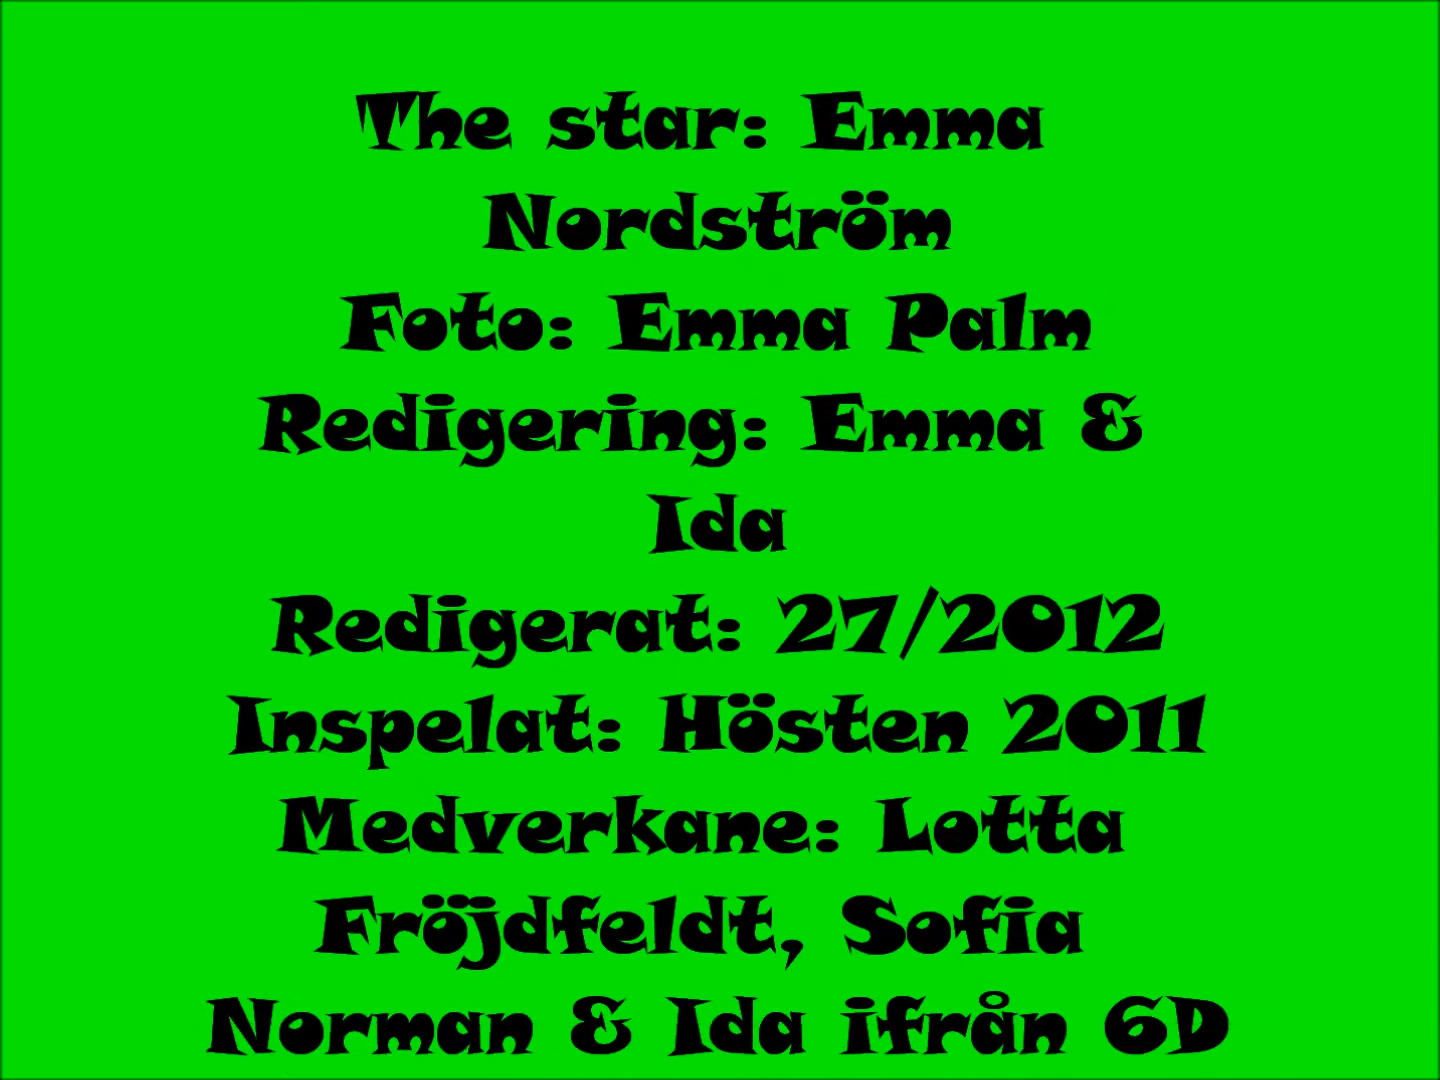 The star: Emma
Nordström
Foto: Emma Palm
Redigering: Emma &
Ida
Redigerat: 27/2012
Inspelat: Hösten 2011
Medverkane: Lotta
Fröjdfeldt, Sofia
Norman & Ida ifrån 6D